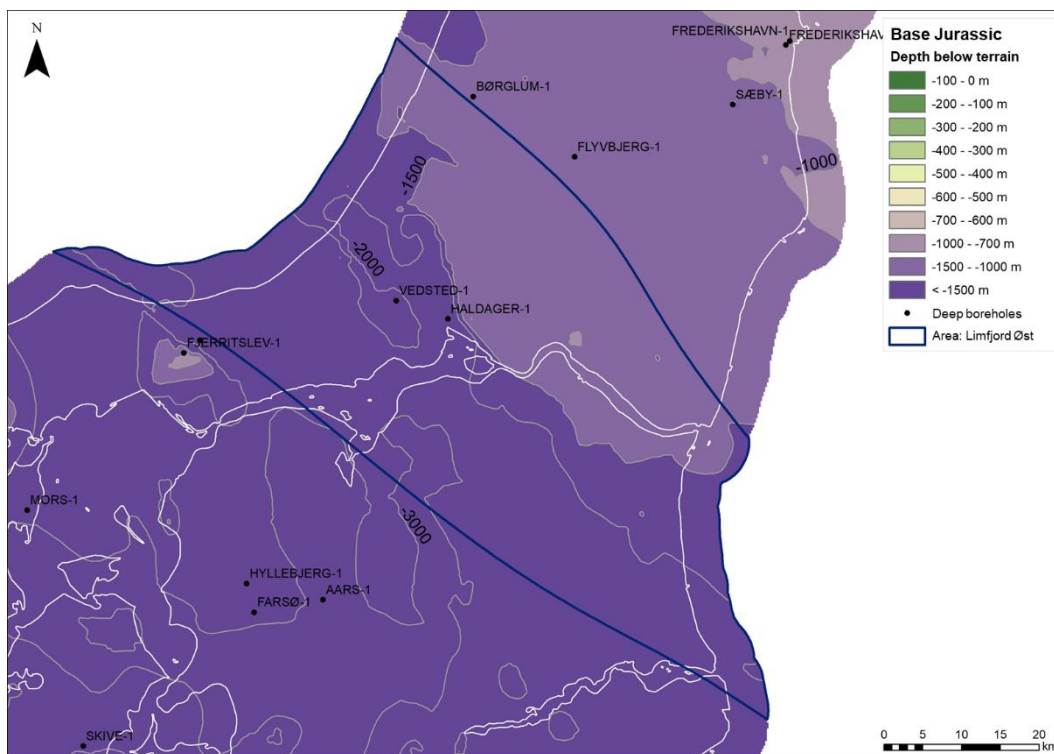 N
FREDERIKSHAVN-1
FREDERIKSHAV
BØRGLUM-1
SÆBY-1
FLYVBJERG-1
-1000
-1500
-2000
VEDSTED-1
HALDAGER-1
FJERRITSLEV-1
MORS-1
-3000
HYLLEBJERG-1
AARS-1
FARSØ-1
SKIVE-1
Base Jurassic
Depth below terrain
-100 - 0 m
-200 - -100 m
-300 - -200 m
-400 - -300 m
-500 - -400 m
-600 - -500 m
-700 - -600 m
-1000 - -700 m
-1500 - -1000 m
< -1500 m
Deep boreholes
Area: Limfjord Øst
0 5 10 15 20
km